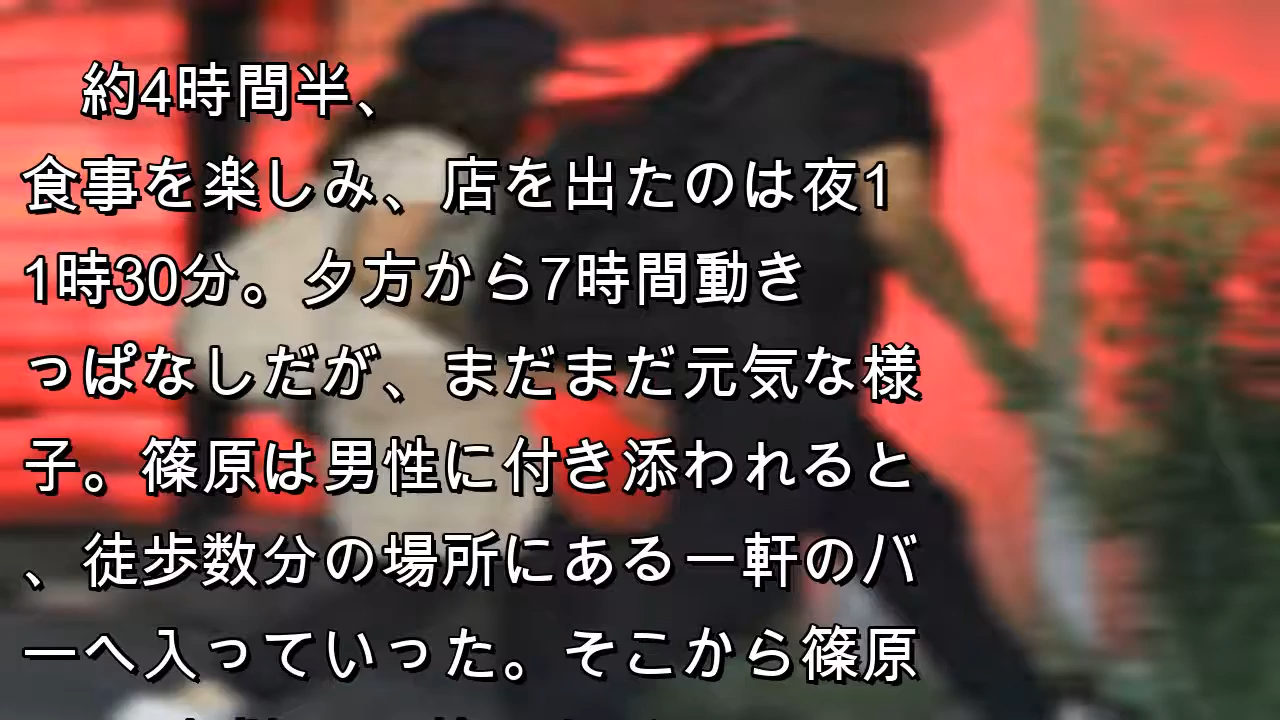 約4時間半、
食事を楽しみ、店を出たのは夜1
1時30分。夕方から7時間動き
っぱなしだが、まだまだ元気な様
子。篠原は男性に付き添われると
、徒歩数分の場所にある一軒のバ
ーへ入っていった。そこから篠原